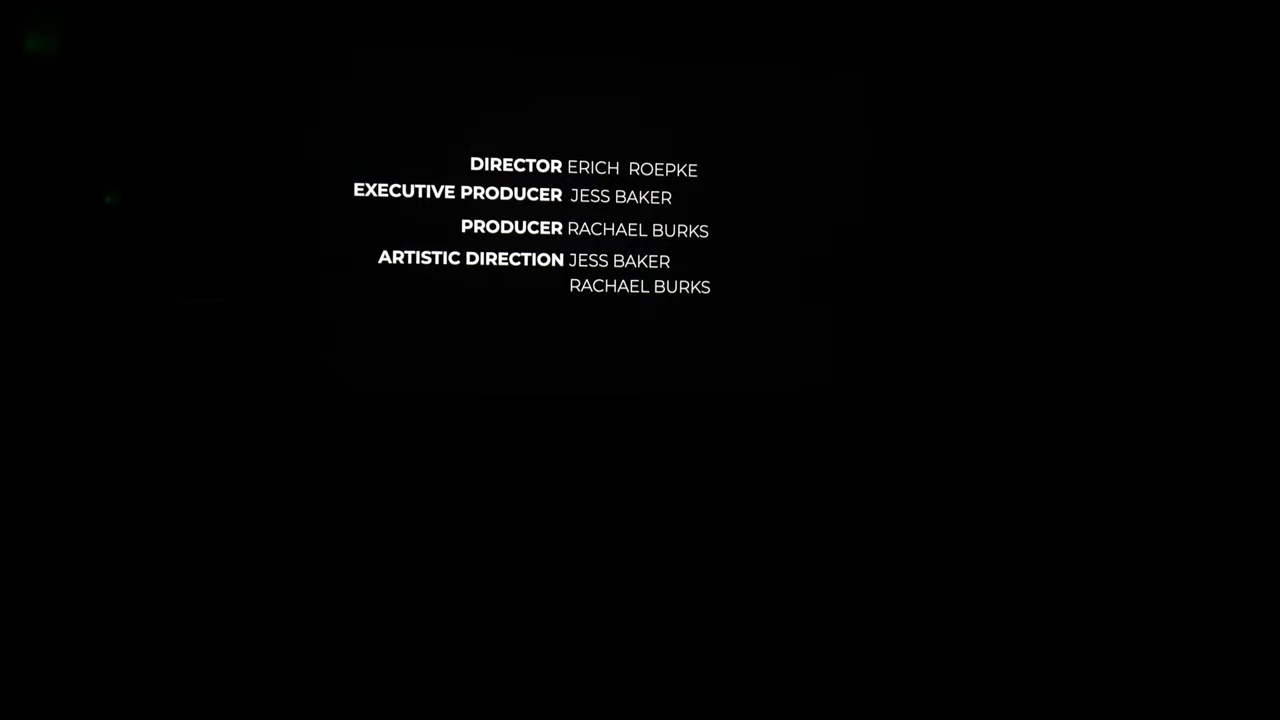 DIRECTOR ERICH ROEPKE
EXECUTIVE PRODUCER JESS BAKER
PRODUCER RACHAEL BURKS
ARTISTIC DIRECTION JESS BAKER
RACHAEL BURKS